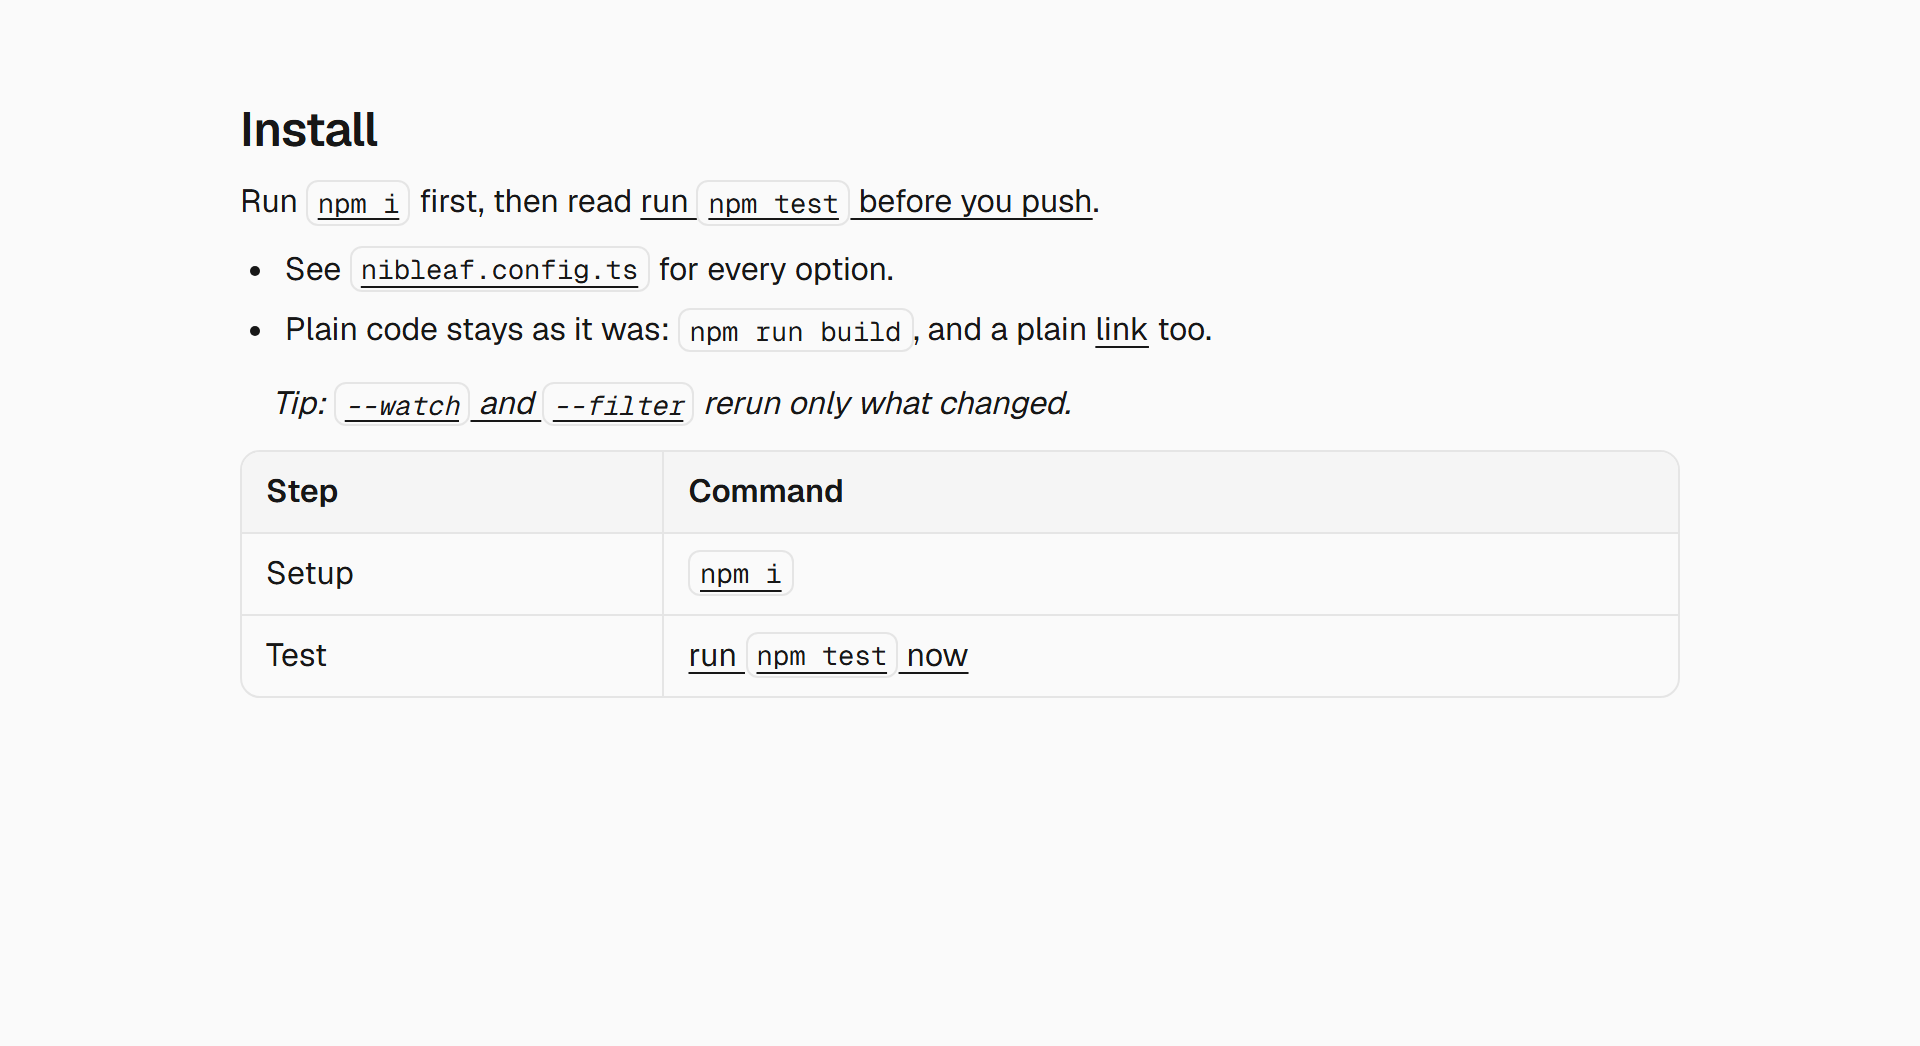 Install
Run npm i first, then read run npm test before you push.
• See nibleaf.config.ts for every option.
• Plain code stays as it was: npm run build, and a plain link too.
Tip: --watch and --filter rerun only what changed.
Step Command
Setup npm i
Test run npm test now